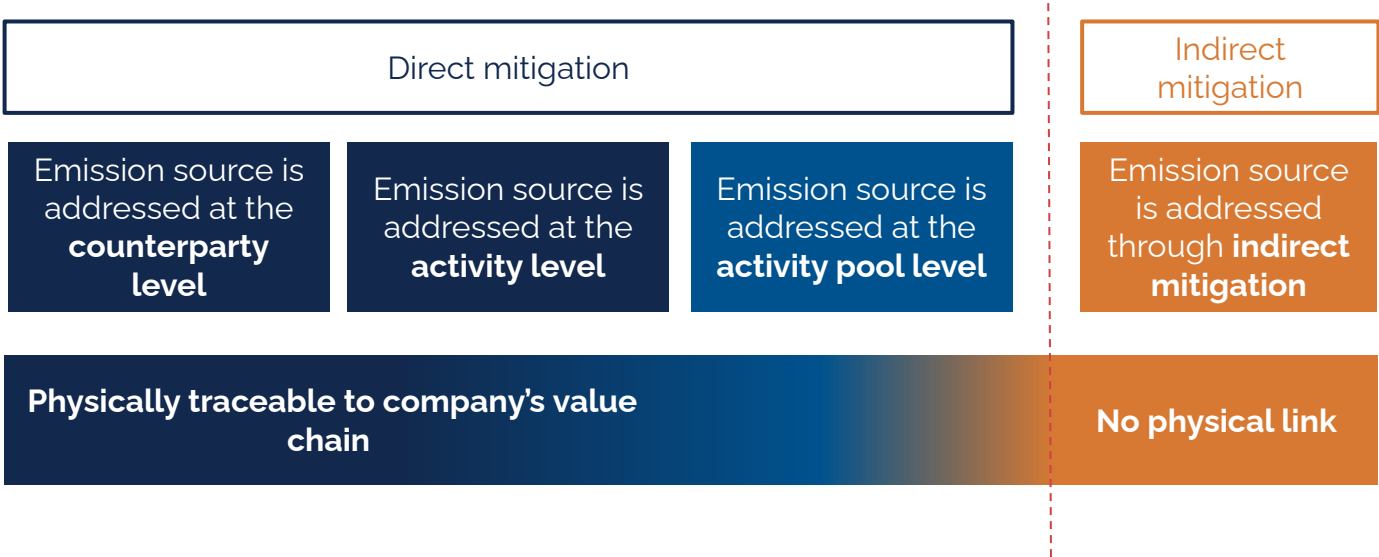 Direct mitigation
Indirect
mitigation
Emission source is
addressed at the
counterparty
level
Emission source is
addressed at the
activity level
Emission source is
addressed at the
activity pool level
Emission source
is addressed
through indirect
mitigation
Physically traceable to company’s value
chain
No physical link